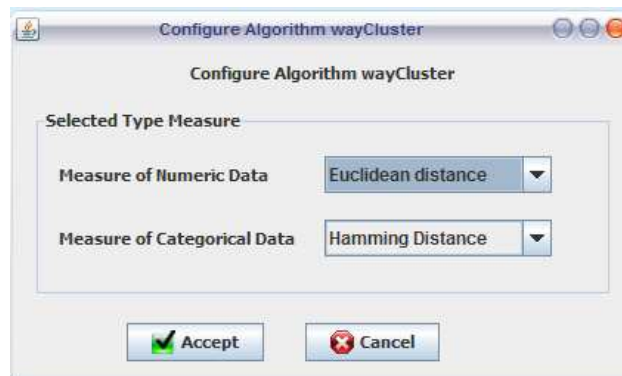 Configure Algorithm wayCluster
Configure Algorithm wayCluster
Selected Type Measure
Measure of Numeric Data Euclidean distance
Measure of Categorical Data Hamming Distance
Accept Cancel